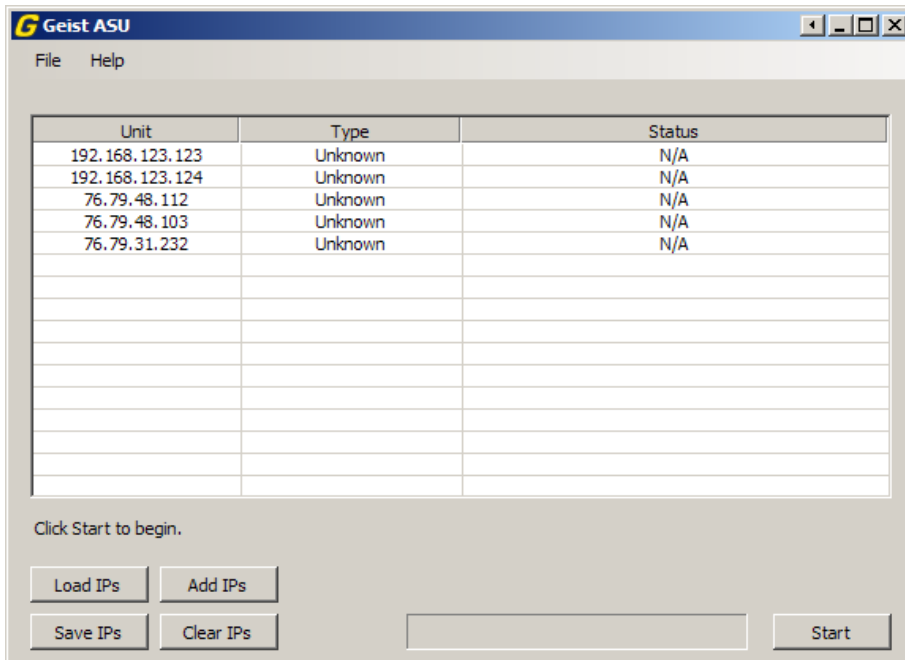 G Geist ASU
File Help
Unit Type Status
192.168.123.123 Unknown N/A
192.168.123.124 Unknown N/A
76.79.48.112 Unknown N/A
76.79.48.103 Unknown N/A
76.79.31.232 Unknown N/A
Click Start to begin.
Load IPs Add IPs
Save IPs Clear IPs Start